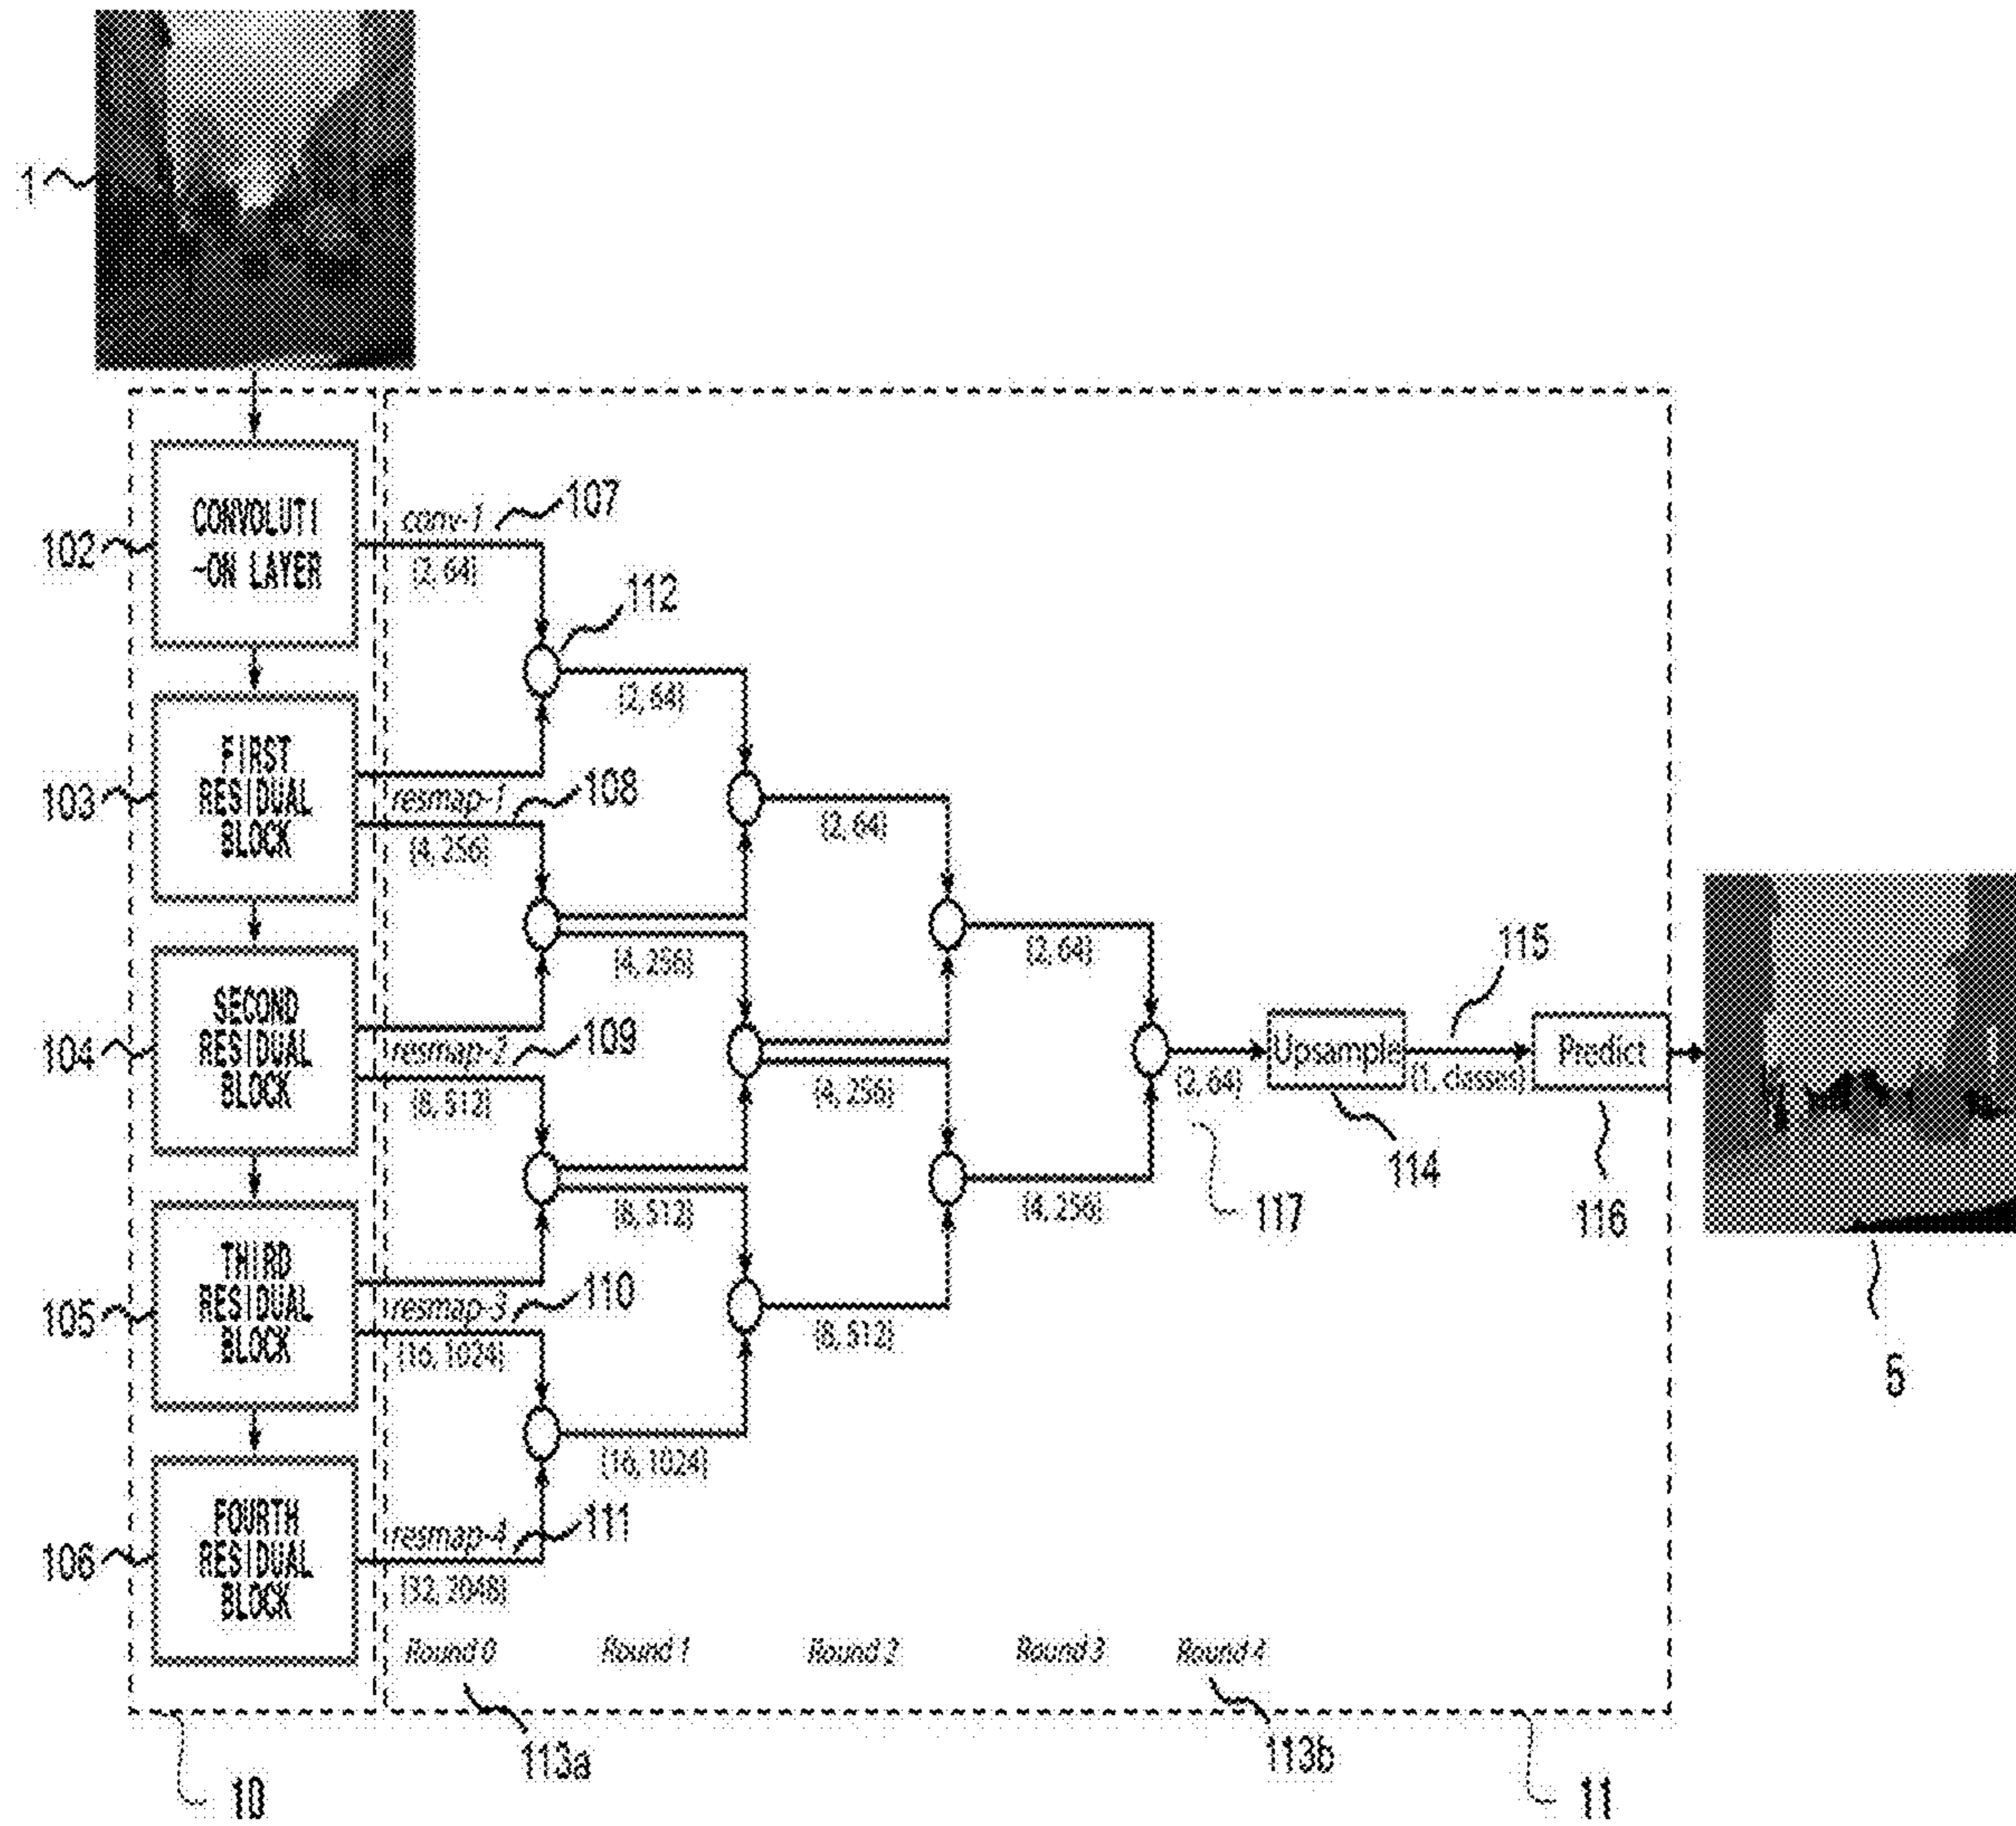 1
CONVOLUTI
-ON LAYER
102
conv-1
107
{2, 64}
112
{2, 64}
FIRST
RESIDUAL
BLOCK
103
resmap-1
108
{4, 256}
{2, 64}
{4, 256}
{2, 64}
115
SECOND
RESIDUAL
BLOCK
104
resmap-2
109
{8, 512}
{4, 256}
{2, 64}
Upsample
{1, classes}
Predict
114
116
117
{8, 512}
{4, 256}
THIRD
RESIDUAL
BLOCK
105
resmap-3
110
{16, 1024}
{8, 512}
6
{16, 1024}
FOURTH
RESIDUAL
BLOCK
106
resmap-4
111
{32, 2048}
Round 0
Round 1
Round 2
Round 3
Round 4
113a
113b
10
11